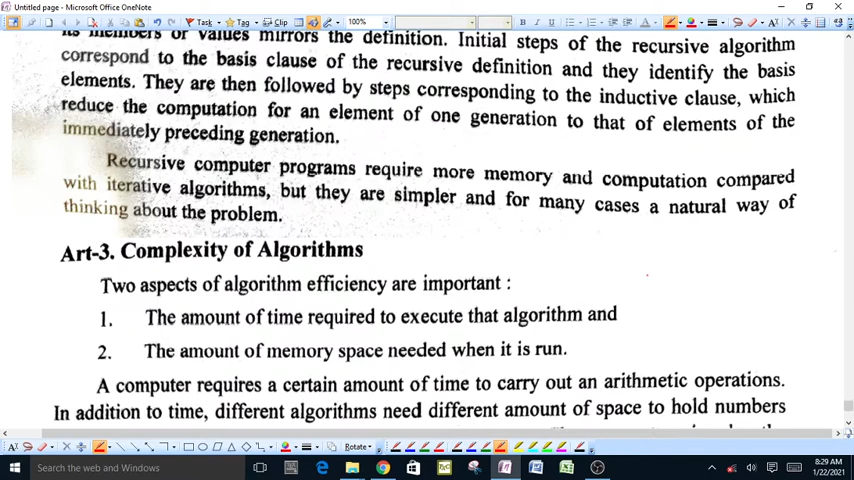 Untitled page - Microsoft Office OneNote
Task
Tag
Clip
100%
B I U
its members or values mirrors the definition. Initial steps of the recursive algorithm
correspond to the basis clause of the recursive definition and they identify the basis
elements. They are then followed by steps corresponding to the inductive clause, which
reduce the computation for an element of one generation to that of elements of the
immediately preceding generation.
Recursive computer programs require more memory and computation compared
with iterative algorithms, but they are simpler and for many cases a natural way of
thinking about the problem.
Art-3. Complexity of Algorithms
Two aspects of algorithm efficiency are important :
1. The amount of time required to execute that algorithm and
2. The amount of memory space needed when it is run.
A computer requires a certain amount of time to carry out an arithmetic operations.
In addition to time, different algorithms need different amount of space to hold numbers
Rotate
Search the web and Windows
8:29 AM
1/22/2021